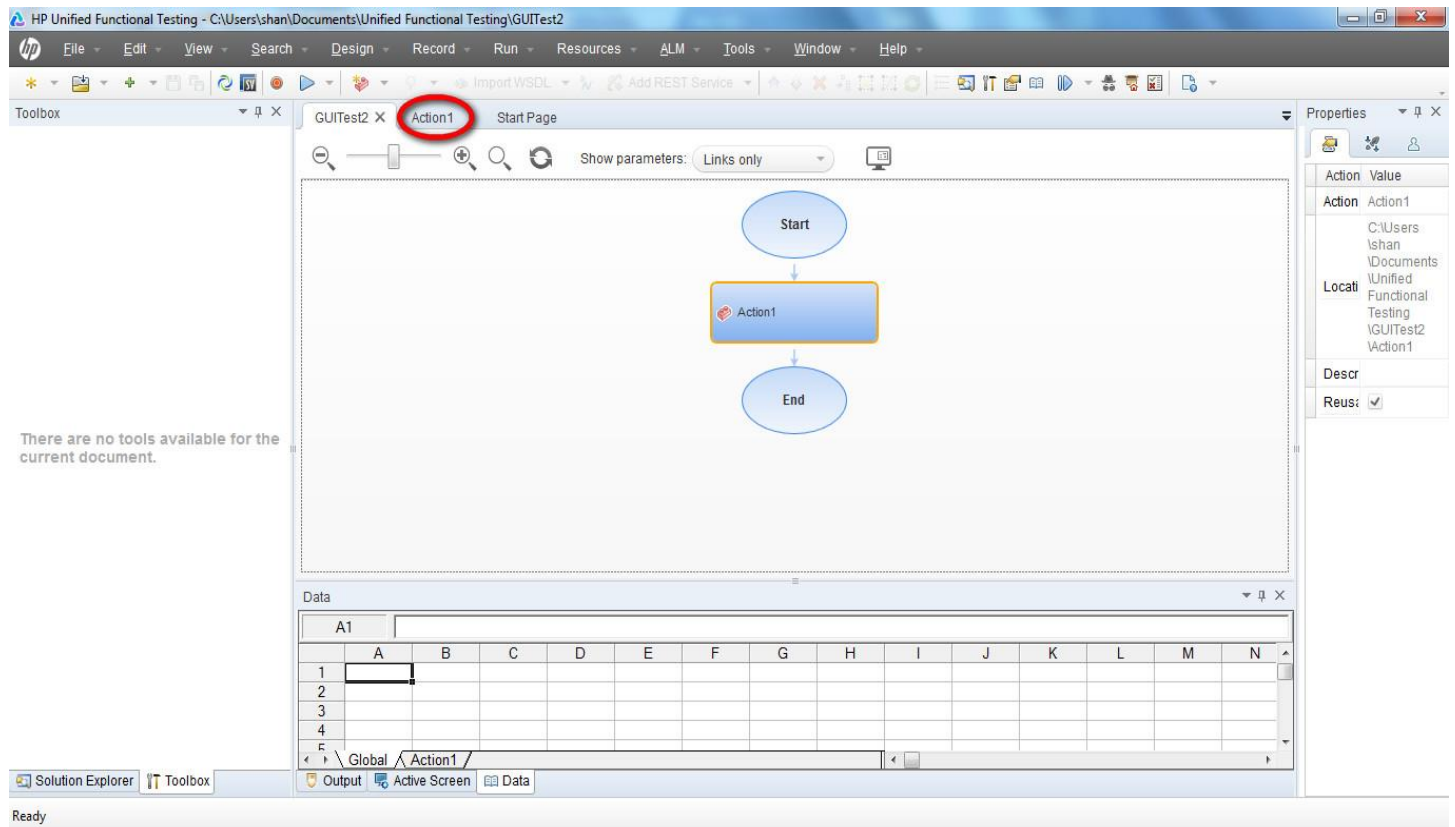 HP Unified Functional Testing - C:\Users\shan\Documents\Unified Functional Testing\GUITest2
hp File Edit View Search Design Record Run Resources ALM Tools Window Help
Import WSDL Add REST Service
Toolbox
GUITest2 Action1 Start Page
Properties
Show parameters: Links only
Action Value
Action Action1
Start
C:\Users
\shan
\Documents
\Unified
Locati Functional
Testing
\GUITest2
\Action1
Action1
Descr
End
Reusa
There are no tools available for the
current document.
Data
A1
A B C D E F G H I J K L M N
1
2
3
4
5
Global Action1
Solution Explorer Toolbox Output Active Screen Data
Ready